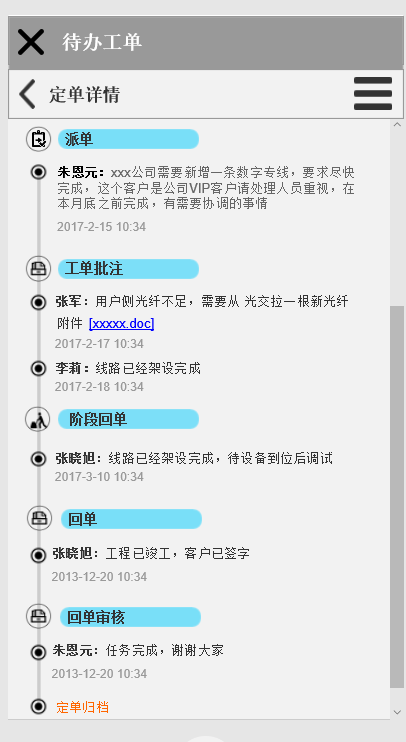 待办工单
定单详情
派单
朱恩元：xxx公司需要新增一条数字专线，要求尽快
完成，这个客户是公司VIP客户请处理人员重视，在
本月底之前完成，有需要协调的事情
2017-2-15 10:34
工单批注
张军：用户侧光纤不足，需要从 光交拉一根新光纤
附件 [xxxxx.doc]
2017-2-17 10:34
李莉：线路已经架设完成
2017-2-18 10:34
阶段回单
张晓旭：线路已经架设完成，待设备到位后调试
2017-3-10 10:34
回单
张晓旭：工程已竣工，客户已签字
2013-12-20 10:34
回单审核
朱恩元：任务完成，谢谢大家
2013-12-20 10:34
定单归档